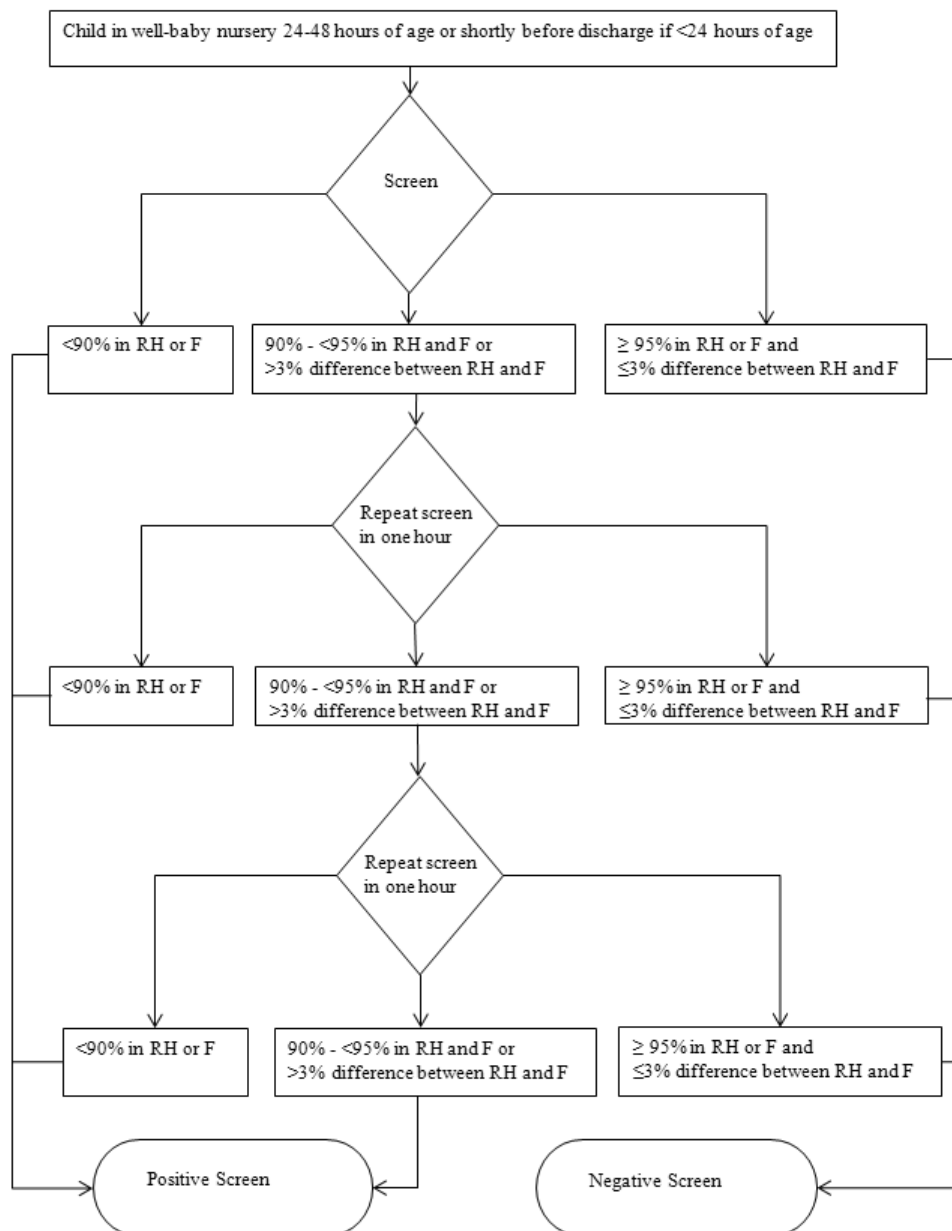 Child in well-baby nursery 24-48 hours of age or shortly before discharge if <24 hours of age
Screen
<90% in RH or F
90% - <95% in RH and F or
>3% difference between RH and F
≥ 95% in RH or F and
≤3% difference between RH and F
Repeat screen
in one hour
<90% in RH or F
90% - <95% in RH and F or
>3% difference between RH and F
≥ 95% in RH or F and
≤3% difference between RH and F
Repeat screen
in one hour
<90% in RH or F
90% - <95% in RH and F or
>3% difference between RH and F
≥ 95% in RH or F and
≤3% difference between RH and F
Positive Screen
Negative Screen